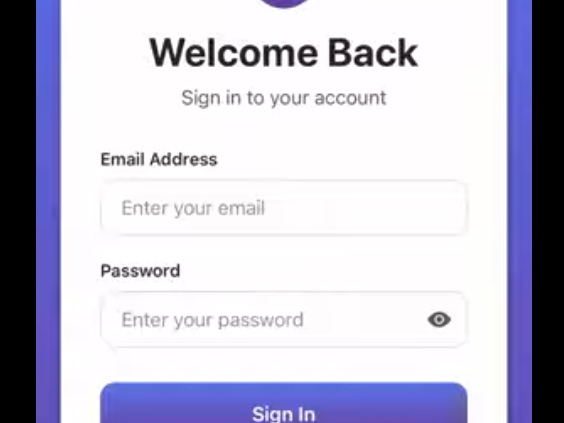 Welcome Back
Sign in to your account
Email Address
Enter your email
Password
Enter your password
Sign In